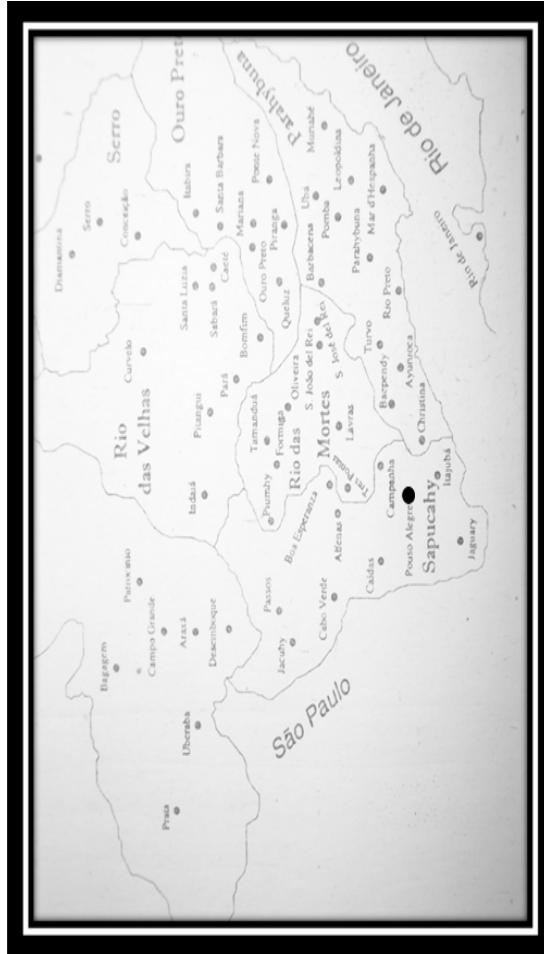 Diamantina
Serro
Serro
Conceição
Ouro Preto
Itabira
Santa Barbara
Ponte Nova
Mariana
Piranga
Ouro Preto
Queluz
Caeté
Sabará
Santa Luzia
Bomfim
Curvelo
Rio
das Velhas
Pará
Pitangui
Indaiá
Parahybuna
Muriahé
Ubá
Leopoldina
Pomba
Mar d'Hespanha
Parahybuna
Barbacena
Rio Preto
Rio de Janeiro
Rio de Janeiro
Oliveira
S. João del Rei
S. José del Rei
Tamanduá
Formiga
Rio das
Mortes
Lavras
Turvo
Ayuruoca
Baependy
Christina
Piumhy
Boa Esperanza
Tres Pontas
Campanha
Pouso Alegre
Sapucahy
Itajubá
Jaguary
Alfenas
Caldas
Cabo Verde
Passos
Jacuhy
São Paulo
Patrocinio
Campo Grande
Bagagem
Araxá
Desemboque
Uberaba
Prata